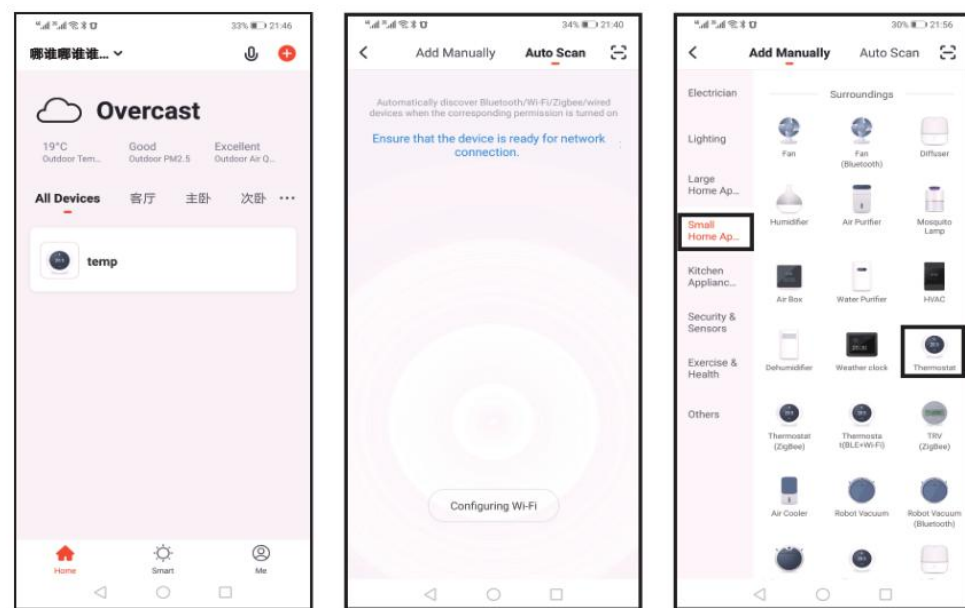 33% 21:46
哪谁哪谁谁...
Overcast
19°C Good Excellent
Outdoor Tem... Outdoor PM2.5 Outdoor Air Q...
All Devices 客厅 主卧 次卧 ...
temp
Home Smart Me
34% 21:40
Add Manually Auto Scan
Automatically discover Bluetooth/Wi-Fi/Zigbee/wired
devices when the corresponding permission is turned on
Ensure that the device is ready for network
connection.
Configuring Wi-Fi
30% 21:56
Add Manually Auto Scan
Electrician
Lighting
Large
Home Ap...
Small
Home Ap...
Kitchen
Applianc...
Security &
Sensors
Exercise &
Health
Others
Surroundings
Fan Fan
(Bluetooth) Diffuser
Humidifier Air Purifier Mosquito
Lamp
Air Box Water Purifier HVAC
Dehumidifier Weather clock Thermostat
Thermostat
(ZigBee) Thermosta
t(BLE+Wi-Fi) TRV
(ZigBee)
Air Cooler Robot Vacuum Robot Vacuum
(Bluetooth)